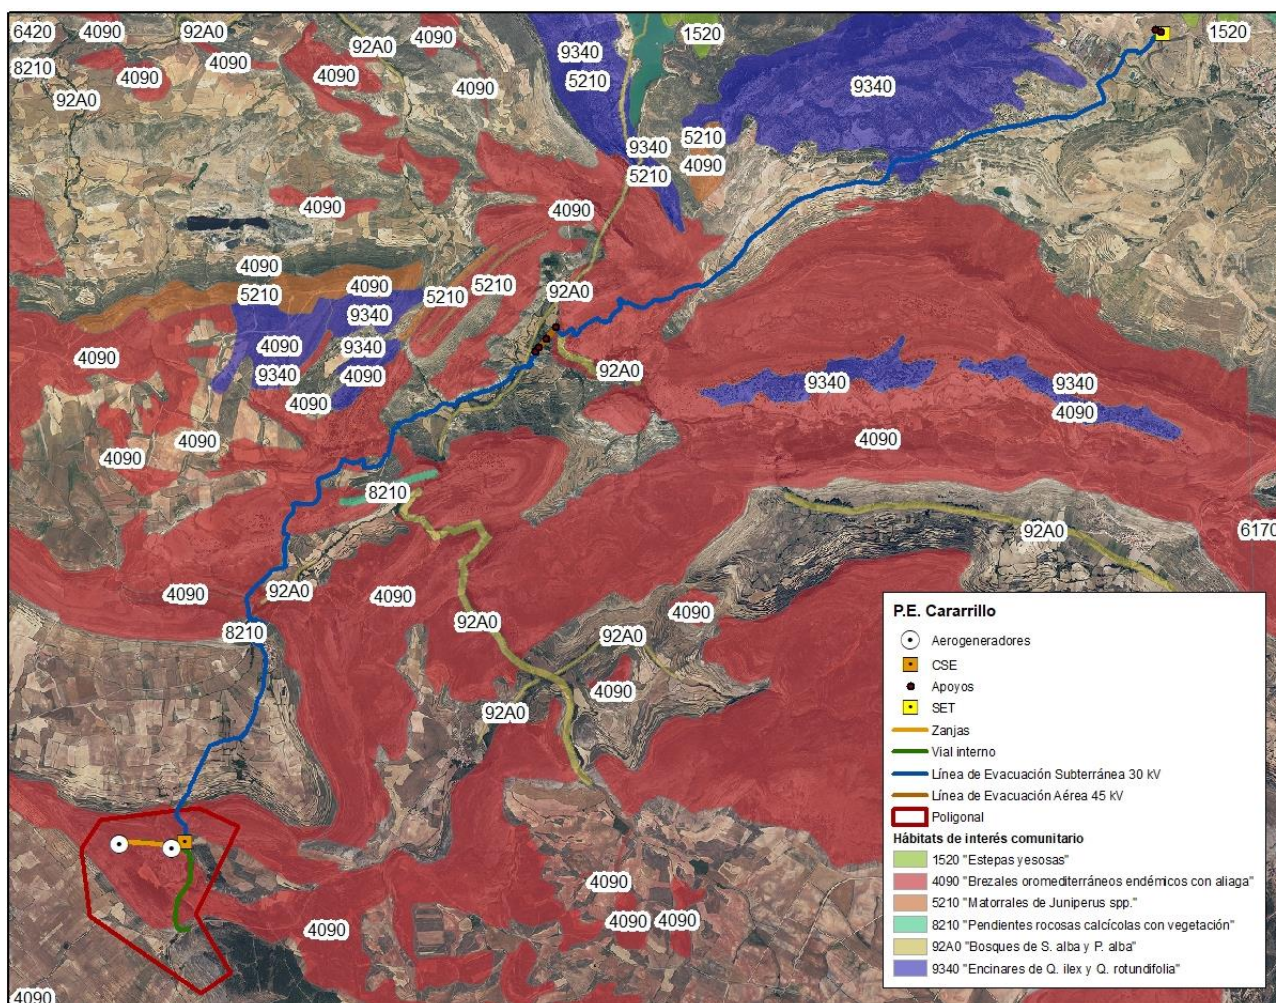 6420
4090
92A0
4090
1520
1520
92A0
9340
8210
4090
4090
4090
5210
9340
4090
92A0
9340
5210
5210
4090
4090
4090
4090
4090
5210
5210
5210
92A0
9340
4090
9340
4090
9340
4090
92A0
9340
9340
4090
4090
4090
4090
4090
8210
92A0
6170
4090
92A0
4090
4090
92A0
92A0
8210
4090
92A0
4090
4090
4090
4090
4090
P.E. Cararrillo
Aerogeneradores
CSE
Apoyos
SET
Zanjas
Vial interno
Línea de Evacuación Subterránea 30 kV
Línea de Evacuación Aérea 45 kV
Poligonal
Hábitats de interés comunitario
1520 "Estepas yesosas"
4090 "Brezales oromediterráneos endémicos con aliaga"
5210 "Matorrales de Juniperus spp."
8210 "Pendientes rocosas calcícolas con vegetación"
92A0 "Bosques de S. alba y P. alba"
9340 "Encinares de Q. ilex y Q. rotundifolia"